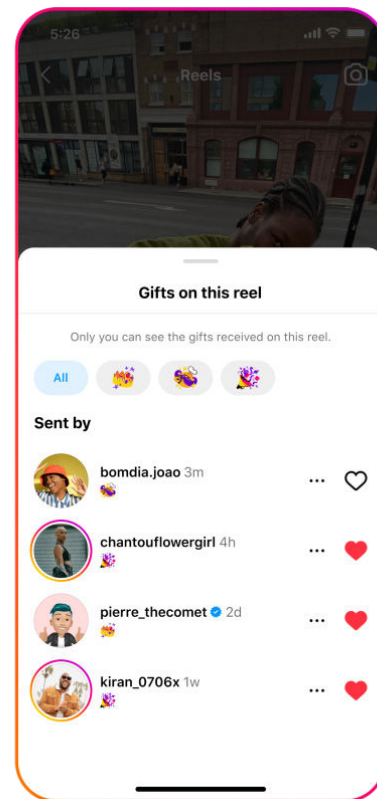 5:26
Reels
Gifts on this reel
Only you can see the gifts received on this reel.
All
Sent by
bomdia.joao 3m
chantouflowergirl 4h
pierre_thecomet 2d
kiran_0706x 1w